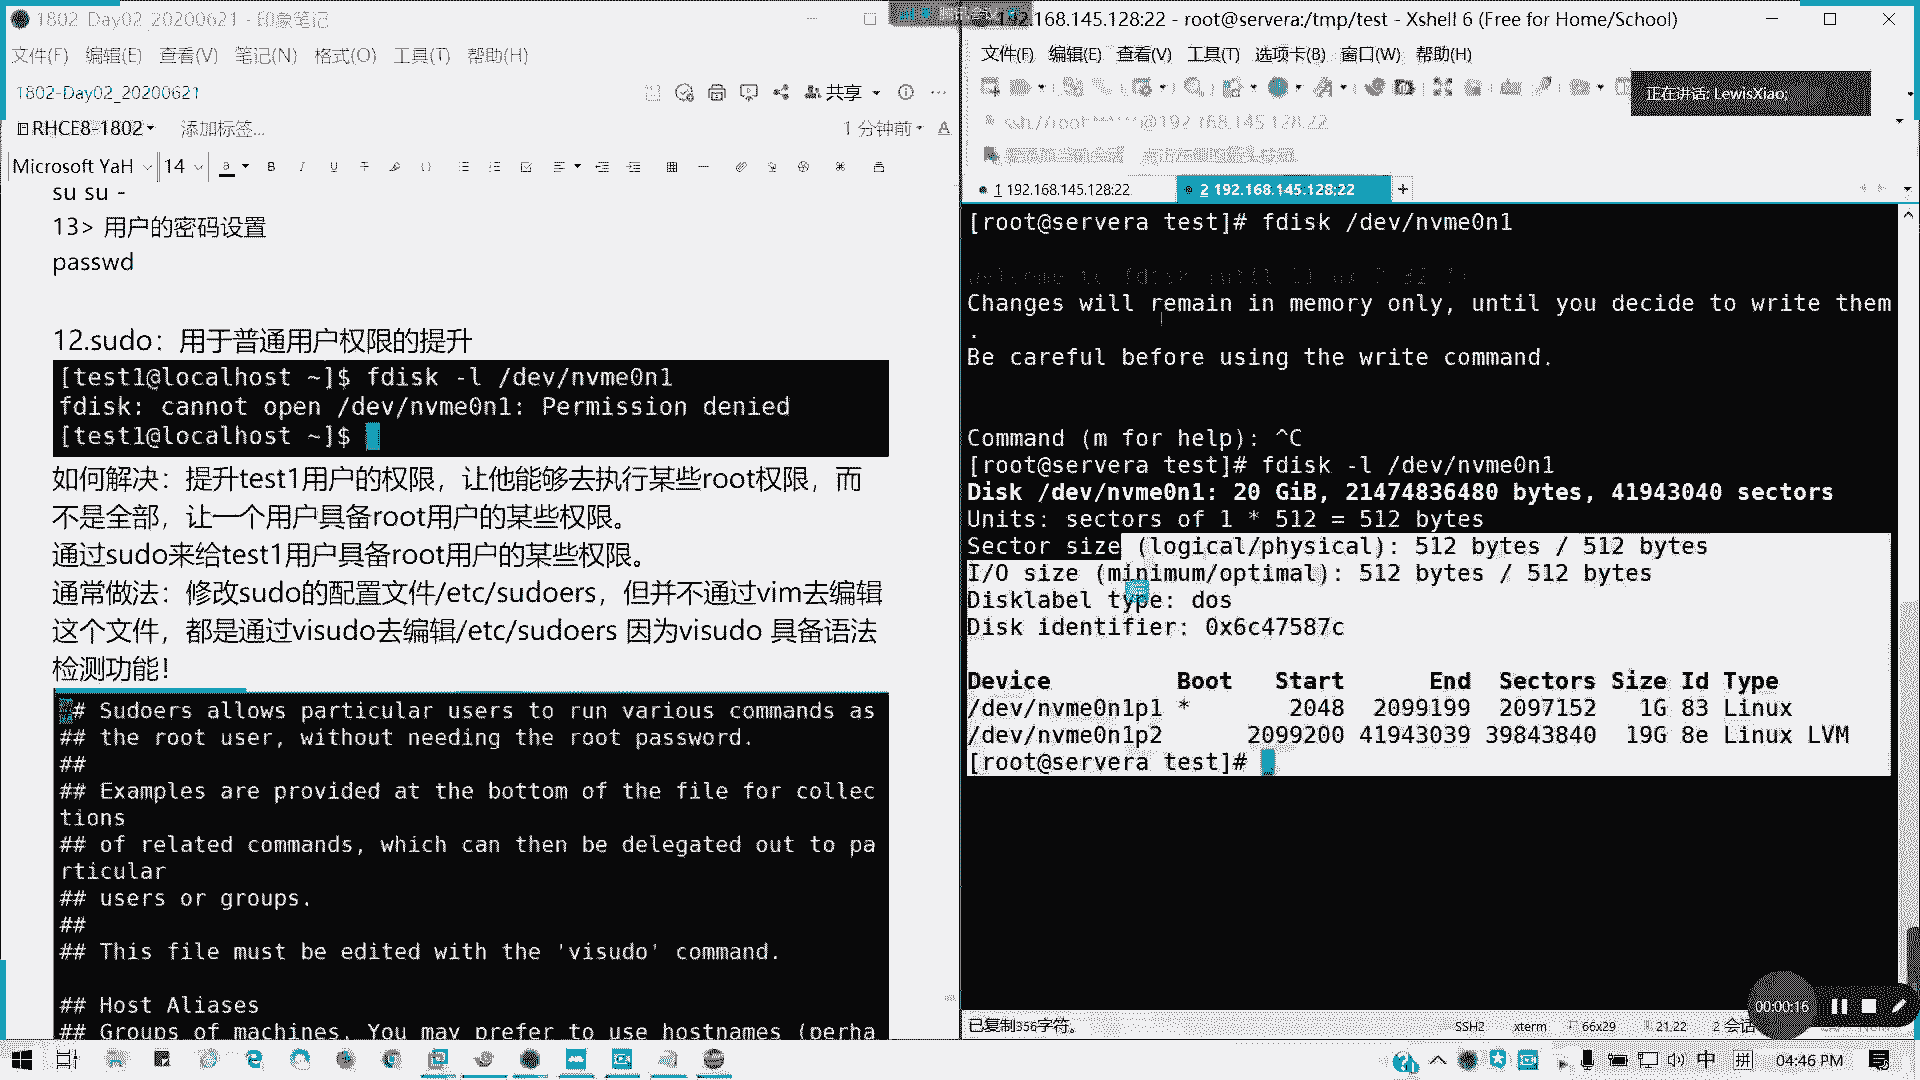 1802_Day02_20200621 - 印象笔记
文件(F) 编辑(E) 查看(V) 笔记(N) 格式(O) 工具(T) 帮助(H)
1802-Day02_20200621
共享
RHCE8-1802 添加标签...
1 分钟前
Microsoft YaH 14
su su -
13> 用户的密码设置
passwd
12.sudo：用于普通用户权限的提升
[test1@localhost ~]$ fdisk -l /dev/nvme0n1
fdisk: cannot open /dev/nvme0n1: Permission denied
[test1@localhost ~]$
如何解决：提升test1用户的权限，让他能够去执行某些root权限，而
不是全部，让一个用户具备root用户的某些权限。
通过sudo来给test1用户具备root用户的某些权限。
通常做法：修改sudo的配置文件/etc/sudoers，但并不通过vim去编辑
这个文件，都是通过visudo去编辑/etc/sudoers 因为visudo 具备语法
检测功能！
## Sudoers allows particular users to run various commands as
## the root user, without needing the root password.
##
## Examples are provided at the bottom of the file for collec
tions
## of related commands, which can then be delegated out to pa
rticular
## users or groups.
##
## This file must be edited with the 'visudo' command.
## Host Aliases
## Groups of machines. You may prefer to use hostnames (perha
腾讯会议
192.168.145.128:22 - root@servera:/tmp/test - Xshell 6 (Free for Home/School)
文件(F) 编辑(E) 查看(V) 工具(T) 选项卡(B) 窗口(W) 帮助(H)
正在讲话: LewisXiao;
ssh://root:******@192.168.145.128:22
1 192.168.145.128:22
2 192.168.145.128:22
[root@servera test]# fdisk /dev/nvme0n1
Changes will remain in memory only, until you decide to write them
.
Be careful before using the write command.
Command (m for help): ^C
[root@servera test]# fdisk -l /dev/nvme0n1
Disk /dev/nvme0n1: 20 GiB, 21474836480 bytes, 41943040 sectors
Units: sectors of 1 * 512 = 512 bytes
Sector size (logical/physical): 512 bytes / 512 bytes
I/O size (minimum/optimal): 512 bytes / 512 bytes
Disklabel type: dos
Disk identifier: 0x6c47587c
Device Boot Start End Sectors Size Id Type
/dev/nvme0n1p1 * 2048 2099199 2097152 1G 83 Linux
/dev/nvme0n1p2 2099200 41943039 39843840 19G 8e Linux LVM
[root@servera test]#
00:00:16
已复制356字符。
SSH2 xterm 66x29 21,22 2 会话
中 拼 04:46 PM